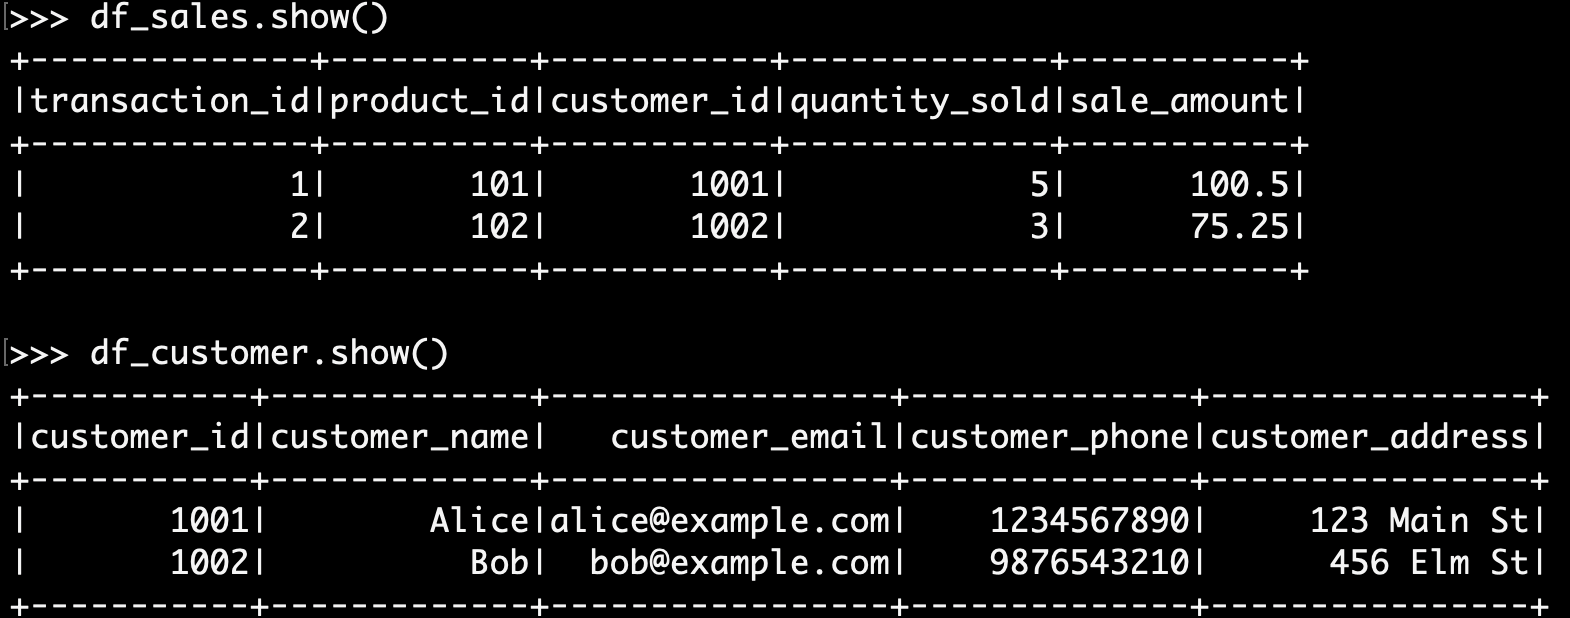 >>> df_sales.show()
+--------------+----------+-----------+-------------+-----------+
|transaction_id|product_id|customer_id|quantity_sold|sale_amount|
+--------------+----------+-----------+-------------+-----------+
|             1|       101|       1001|            5|      100.5|
|             2|       102|       1002|            3|      75.25|
+--------------+----------+-----------+-------------+-----------+
>>> df_customer.show()
+-----------+-------------+-----------------+--------------+----------------+
|customer_id|customer_name|   customer_email|customer_phone|customer_address|
+-----------+-------------+-----------------+--------------+----------------+
|       1001|        Alice|alice@example.com|    1234567890|     123 Main St|
|       1002|          Bob|  bob@example.com|    9876543210|      456 Elm St|
+-----------+-------------+-----------------+--------------+----------------+